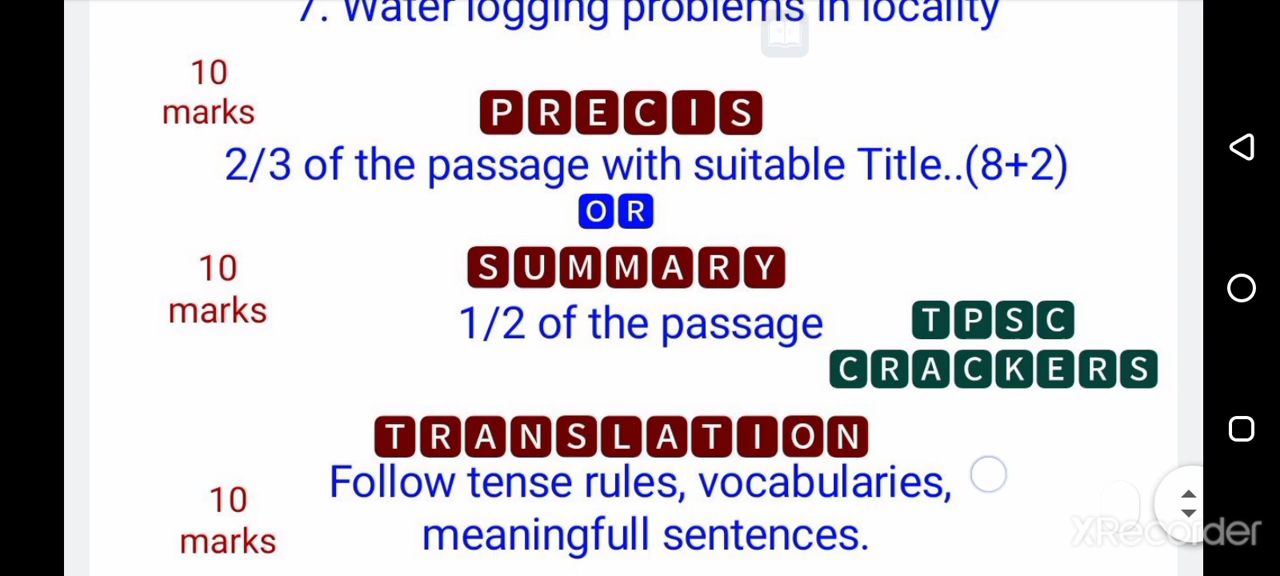 7. Water logging problems in locality
10
marks
PRECIS
2/3 of the passage with suitable Title..(8+2)
OR
10
marks
SUMMARY
1/2 of the passage
TPSC
CRACKERS
TRANSLATION
10
marks
Follow tense rules, vocabularies,
meaningfull sentences.
XRecorder